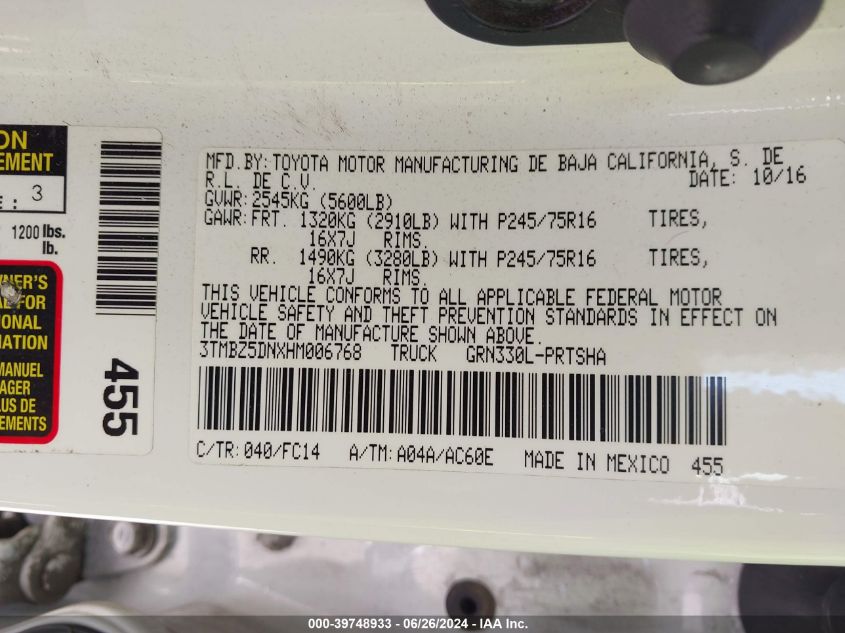 ON
EMENT
E : 3
1200 lbs.
lb.
NER'S
FOR
IONAL
MATION
MANUEL
AGER
LUS DE
EMENTS
455
MFD.BY: TOYOTA MOTOR MANUFACTURING DE BAJA CALIFORNIA, S. DE
R.L. DE C.V. DATE: 10/16
GVWR: 2545KG (5600LB)
GAWR: FRT. 1320KG (2910LB) WITH P245/75R16 TIRES,
16X7J RIMS.
RR. 1490KG (3280LB) WITH P245/75R16 TIRES,
16X7J RIMS.
THIS VEHICLE CONFORMS TO ALL APPLICABLE FEDERAL MOTOR
VEHICLE SAFETY AND THEFT PREVENTION STANDARDS IN EFFECT ON
THE DATE OF MANUFACTURE SHOWN ABOVE.
3TMBZ5DNXHM006768 TRUCK GRN330L-PRTSHA
C/TR: 040/FC14 A/TM: A04A/AC60E MADE IN MEXICO 455
000-39748933 / 06/26/2024 / IAA Inc.